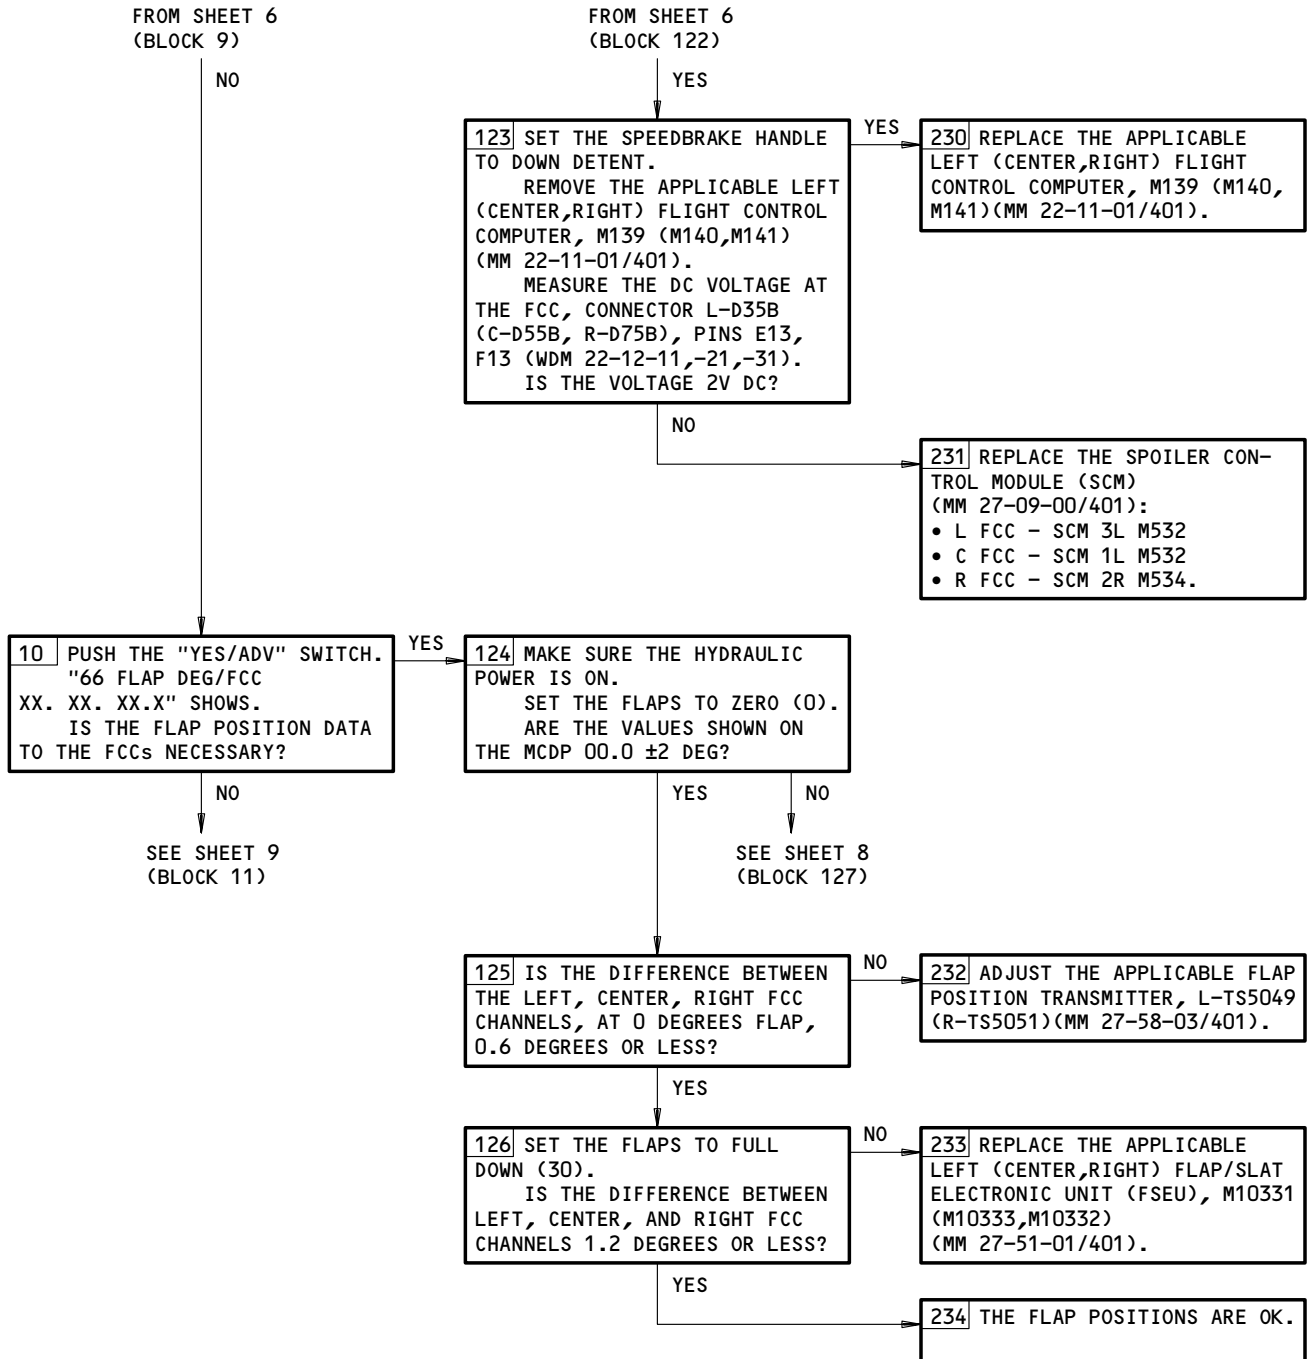 FROM SHEET 6
(BLOCK 9)
NO
FROM SHEET 6
(BLOCK 122)
YES
123 SET THE SPEEDBRAKE HANDLE
TO DOWN DETENT.
REMOVE THE APPLICABLE LEFT
(CENTER,RIGHT) FLIGHT CONTROL
COMPUTER, M139 (M140,M141)
(MM 22-11-01/401).
MEASURE THE DC VOLTAGE AT
THE FCC, CONNECTOR L-D35B
(C-D55B, R-D75B), PINS E13,
F13 (WDM 22-12-11,-21,-31).
IS THE VOLTAGE 2V DC?
YES
230 REPLACE THE APPLICABLE
LEFT (CENTER,RIGHT) FLIGHT
CONTROL COMPUTER, M139 (M140,
M141)(MM 22-11-01/401).
NO
231 REPLACE THE SPOILER CON-
TROL MODULE (SCM)
(MM 27-09-00/401):
• L FCC - SCM 3L M532
• C FCC - SCM 1L M532
• R FCC - SCM 2R M534.
10 PUSH THE "YES/ADV" SWITCH.
"66 FLAP DEG/FCC
XX. XX. XX.X" SHOWS.
IS THE FLAP POSITION DATA
TO THE FCCs NECESSARY?
YES
NO
SEE SHEET 9
(BLOCK 11)
124 MAKE SURE THE HYDRAULIC
POWER IS ON.
SET THE FLAPS TO ZERO (0).
ARE THE VALUES SHOWN ON
THE MCDP 00.0 ±2 DEG?
YES
NO
SEE SHEET 8
(BLOCK 127)
125 IS THE DIFFERENCE BETWEEN
THE LEFT, CENTER, RIGHT FCC
CHANNELS, AT 0 DEGREES FLAP,
0.6 DEGREES OR LESS?
NO
232 ADJUST THE APPLICABLE FLAP
POSITION TRANSMITTER, L-TS5049
(R-TS5051)(MM 27-58-03/401).
YES
126 SET THE FLAPS TO FULL
DOWN (30).
IS THE DIFFERENCE BETWEEN
LEFT, CENTER, AND RIGHT FCC
CHANNELS 1.2 DEGREES OR LESS?
NO
233 REPLACE THE APPLICABLE
LEFT (CENTER,RIGHT) FLAP/SLAT
ELECTRONIC UNIT (FSEU), M10331
(M10333,M10332)
(MM 27-51-01/401).
YES
234 THE FLAP POSITIONS ARE OK.